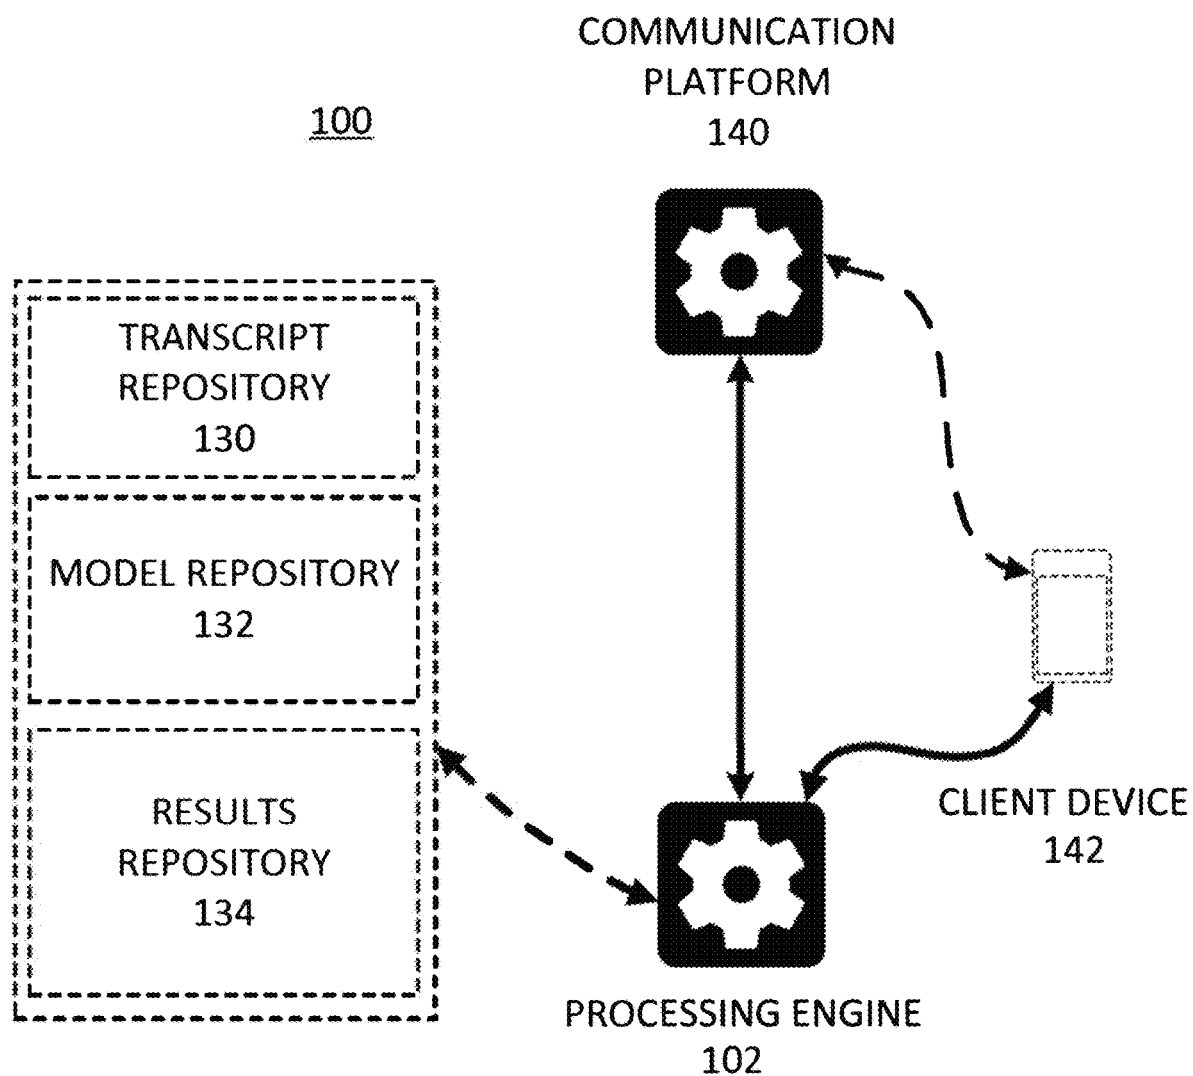 COMMUNICATION
PLATFORM
140
100
TRANSCRIPT
REPOSITORY
130
MODEL REPOSITORY
132
RESULTS
REPOSITORY
134
CLIENT DEVICE
142
PROCESSING ENGINE
102